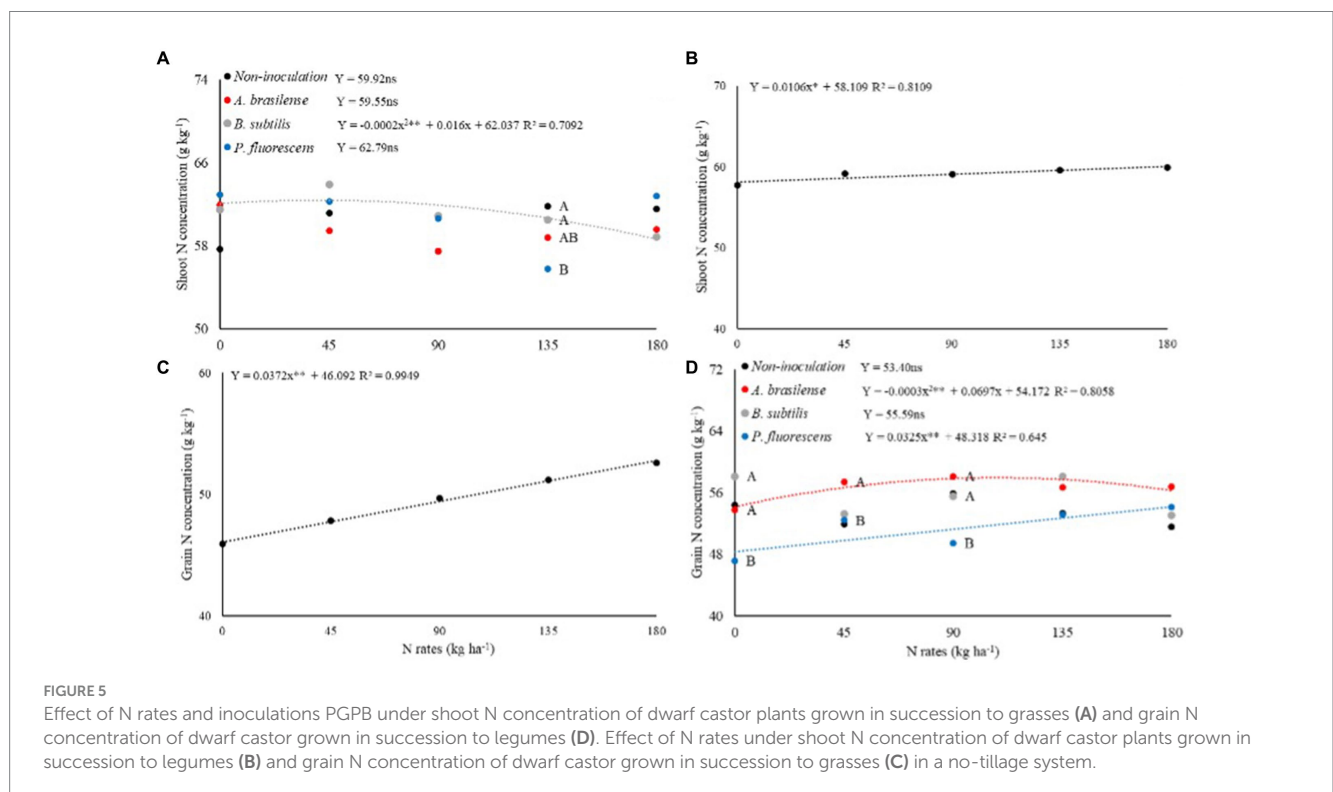 A
74
Non-inoculation Y = 59.92ns
A. brasilense Y = 59.55ns
B. subtilis Y = -0.0002x²** + 0.016x + 62.037 R² = 0.7092
P. fluorescens Y = 62.79ns
66
58
50
Shoot N concentration (g kg⁻¹)
A
A
AB
B
0 45 90 135 180
B
70
Y = 0.0106x* + 58.109 R² = 0.8109
60
50
40
Shoot N concentration (g kg⁻¹)
0 45 90 135 180
C
60
Y = 0.0372x** + 46.092 R² = 0.9949
50
40
Grain N concentration (g kg⁻¹)
0 45 90 135 180
N rates (kg ha⁻¹)
D
72
Non-inoculation Y = 53.40ns
A. brasilense Y = -0.0003x²** + 0.0697x + 54.172 R² = 0.8058
B. subtilis Y = 55.59ns
P. fluorescens Y = 0.0325x** + 48.318 R² = 0.645
64
56
48
40
Grain N concentration (g kg⁻¹)
A
A
B
A
B
A
A
B
0 45 90 135 180
N rates (kg ha⁻¹)
FIGURE 5
Effect of N rates and inoculations PGPB under shoot N concentration of dwarf castor plants grown in succession to grasses (A) and grain N
concentration of dwarf castor grown in succession to legumes (D). Effect of N rates under shoot N concentration of dwarf castor plants grown in
succession to legumes (B) and grain N concentration of dwarf castor grown in succession to grasses (C) in a no-tillage system.